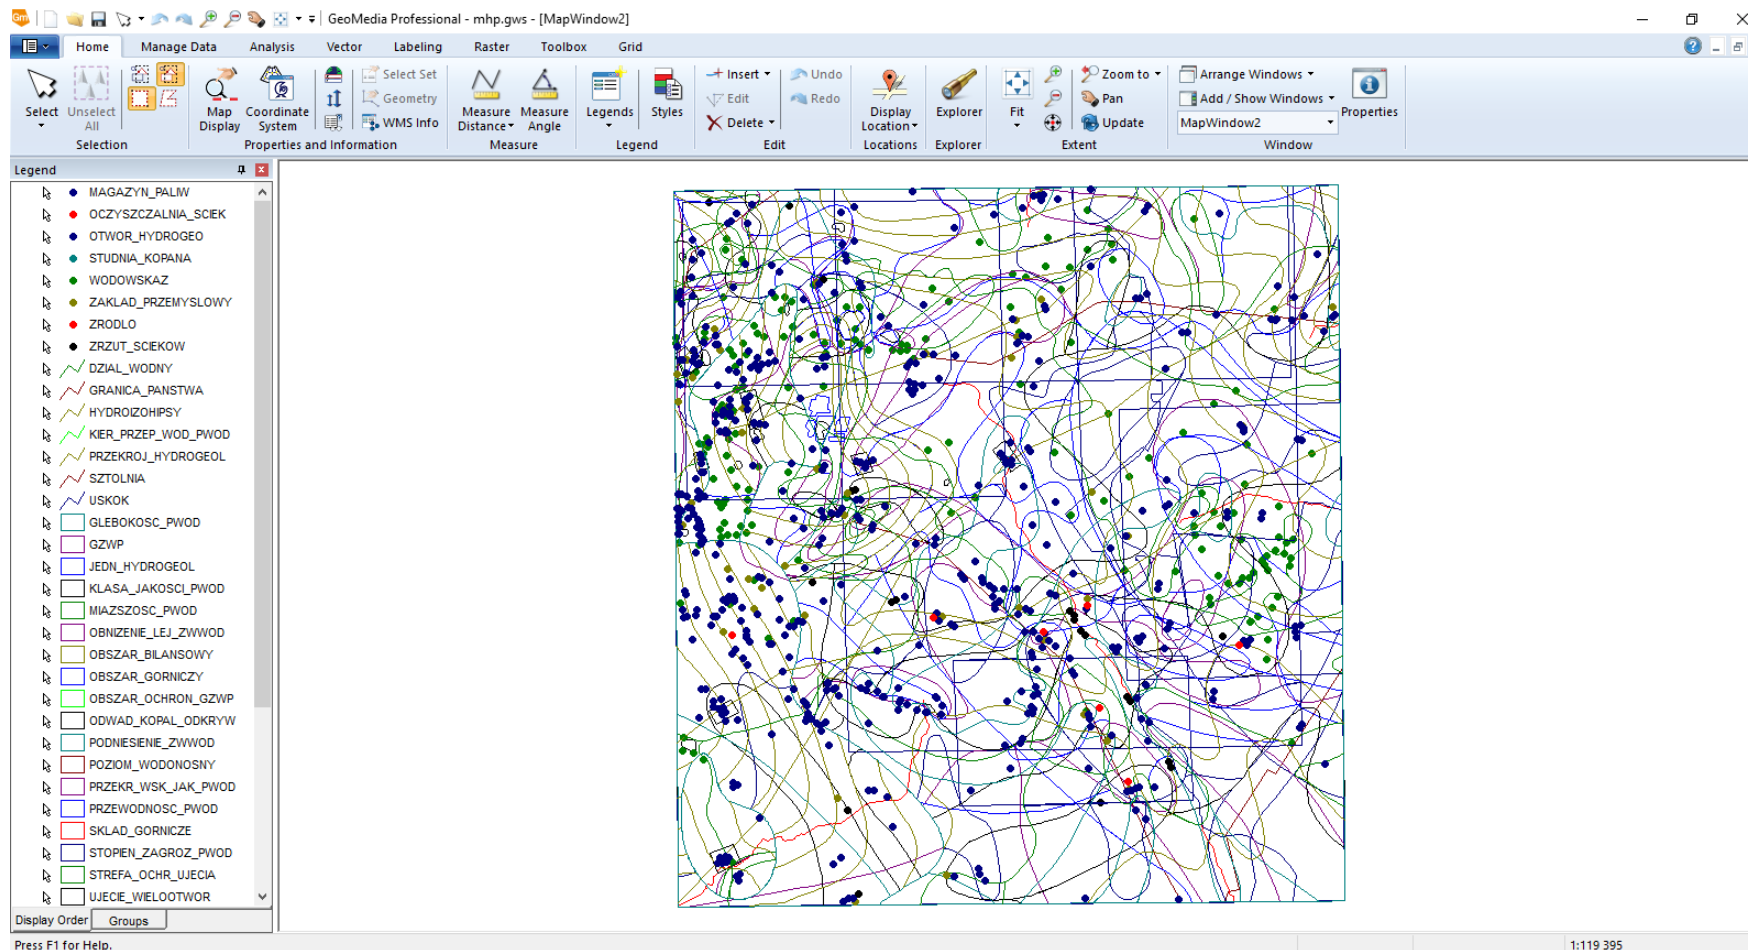 Gm
GeoMedia Professional - mhp.gws - [MapWindow2]
Home Manage Data Analysis Vector Labeling Raster Toolbox Grid
Select
Unselect All
Selection
Map Display
Coordinate System
Select Set
Geometry
WMS Info
Properties and Information
Measure Distance
Measure Angle
Measure
Legends
Styles
Legend
Insert
Edit
Delete
Undo
Redo
Edit
Display Location
Locations
Explorer
Explorer
Fit
Zoom to
Pan
Update
Extent
Arrange Windows
Add / Show Windows
MapWindow2
Properties
Window
Legend
MAGAZYN_PALIW
OCZYSZCZALNIA_SCIEK
OTWOR_HYDROGEO
STUDNIA_KOPANA
WODOWSKAZ
ZAKLAD_PRZEMYSLOWY
ZRODLO
ZRZUT_SCIEKOW
DZIAL_WODNY
GRANICA_PANSTWA
HYDROIZOHIPSY
KIER_PRZEP_WOD_PWOD
PRZEKROJ_HYDROGEOL
SZTOLNIA
USKOK
GLEBOKOSC_PWOD
GZWP
JEDN_HYDROGEOL
KLASA_JAKOSCI_PWOD
MIAZSZOSC_PWOD
OBNIZENIE_LEJ_ZWWOD
OBSZAR_BILANSOWY
OBSZAR_GORNICZY
OBSZAR_OCHRON_GZWP
ODWAD_KOPAL_ODKRYW
PODNIESIENIE_ZWWOD
POZIOM_WODONOSNY
PRZEKR_WSK_JAK_PWOD
PRZEWODNOSC_PWOD
SKLAD_GORNICZE
STOPIEN_ZAGROZ_PWOD
STREFA_OCHR_UJECIA
UJECIE_WIELOOTWOR
Display Order Groups
Press F1 for Help.
1:119 395